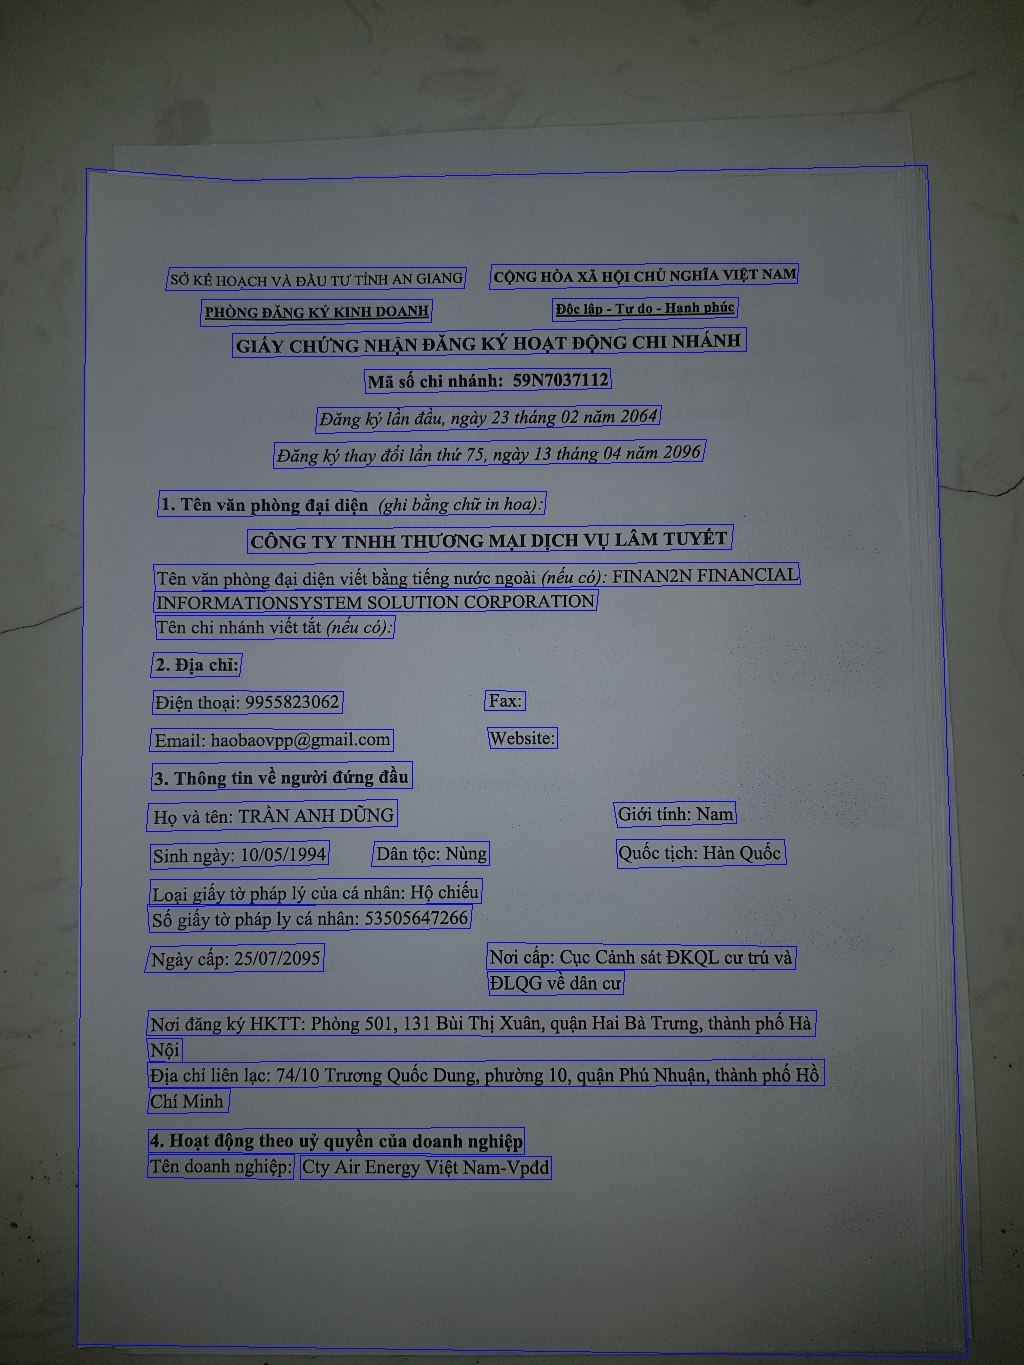 SỞ KẾ HOẠCH VÀ ĐẦU TƯ TỈNH AN GIANG
CỘNG HÒA XÃ HỘI CHỦ NGHĨA VIỆT NAM
PHÒNG ĐĂNG KÝ KINH DOANH
Độc lập - Tự do - Hạnh phúc
GIẤY CHỨNG NHẬN ĐĂNG KÝ HOẠT ĐỘNG CHI NHÁNH
Mã số chi nhánh: 59N7037112
Đăng ký lần đầu, ngày 23 tháng 02 năm 2064
Đăng ký thay đổi lần thứ 75, ngày 13 tháng 04 năm 2096
1. Tên văn phòng đại diện (ghi bằng chữ in hoa):
CÔNG TY TNHH THƯƠNG MẠI DỊCH VỤ LÂM TUYẾT
Tên văn phòng đại diện viết bằng tiếng nước ngoài (nếu có): FINAN2N FINANCIAL
INFORMATIONSYSTEM SOLUTION CORPORATION
Tên chi nhánh viết tắt (nếu có):
2. Địa chỉ:
Điện thoại: 9955823062
Fax:
Email: haobaovpp@gmail.com
Website:
3. Thông tin về người đứng đầu
Họ và tên: TRẦN ANH DŨNG
Giới tính: Nam
Sinh ngày: 10/05/1994
Dân tộc: Nùng
Quốc tịch: Hàn Quốc
Loại giấy tờ pháp lý của cá nhân: Hộ chiếu
Số giấy tờ pháp ly cá nhân: 53505647266
Ngày cấp: 25/07/2095
Nơi cấp: Cục Cảnh sát ĐKQL cư trú và
ĐLQG về dân cư
Nơi đăng ký HKTT: Phòng 501, 131 Bùi Thị Xuân, quận Hai Bà Trưng, thành phố Hà
Nội
Địa chỉ liên lạc: 74/10 Trương Quốc Dung, phường 10, quận Phú Nhuận, thành phố Hồ
Chí Minh
4. Hoạt động theo uỷ quyền của doanh nghiệp
Tên doanh nghiệp: Cty Air Energy Việt Nam-Vpđd